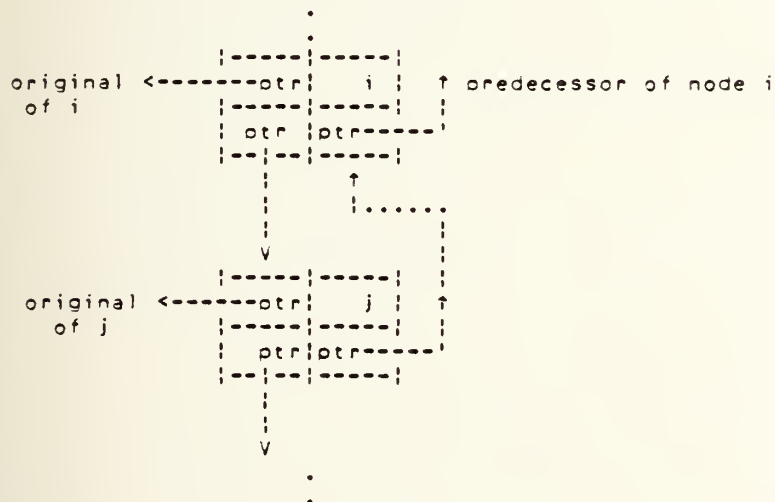 original <-------ptr i ↑ predecessor of node i
of i
ptr ptr
original <-------ptr j
of j
ptr ptr